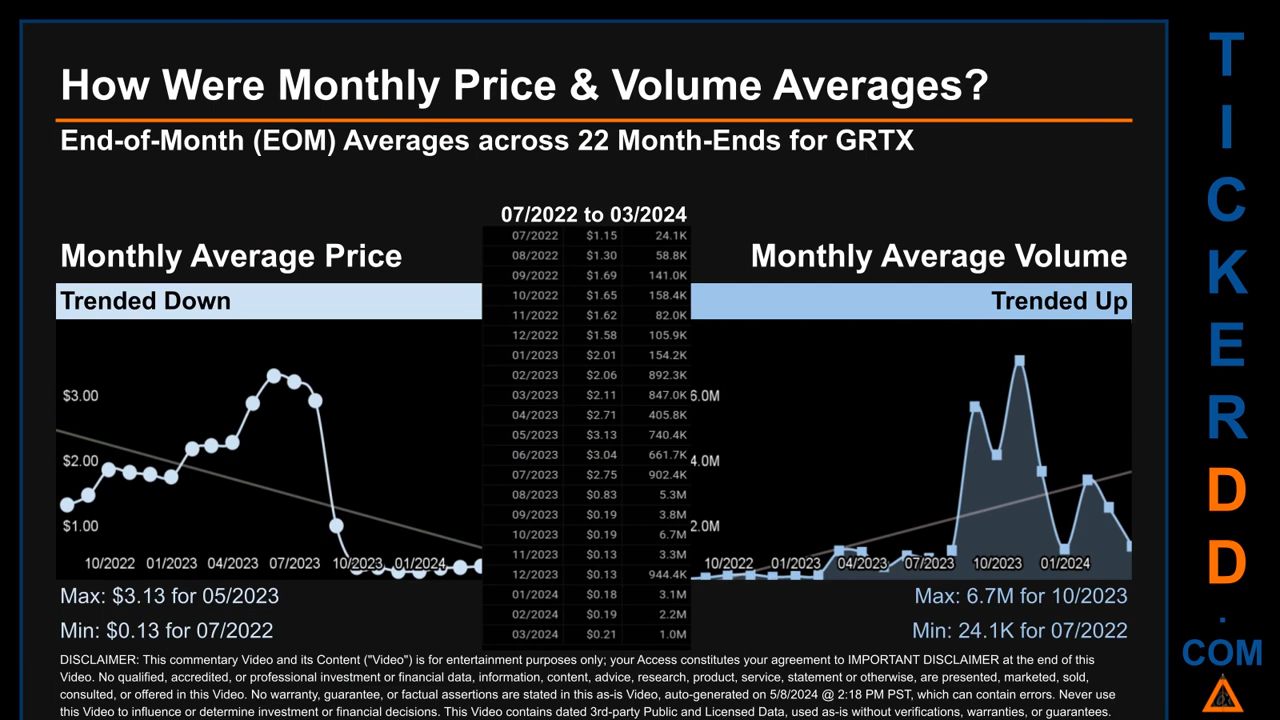 How Were Monthly Price & Volume Averages?
End-of-Month (EOM) Averages across 22 Month-Ends for GRTX
07/2022 to 03/2024
Monthly Average Price
Trended Down
$3.00
$2.00
$1.00
10/2022 01/2023 04/2023 07/2023 10/2023 01/2024
Max: $3.13 for 05/2023
Min: $0.13 for 07/2022
07/2022 $1.15 24.1K
08/2022 $1.30 58.8K
09/2022 $1.69 141.0K
10/2022 $1.65 158.4K
11/2022 $1.62 82.0K
12/2022 $1.58 105.9K
01/2023 $2.01 154.2K
02/2023 $2.06 892.3K
03/2023 $2.11 847.0K
04/2023 $2.71 405.8K
05/2023 $3.13 740.4K
06/2023 $3.04 661.7K
07/2023 $2.75 902.4K
08/2023 $0.83 5.3M
09/2023 $0.19 3.8M
10/2023 $0.19 6.7M
11/2023 $0.13 3.3M
12/2023 $0.13 944.4K
01/2024 $0.18 3.1M
02/2024 $0.19 2.2M
03/2024 $0.21 1.0M
Monthly Average Volume
Trended Up
6.0M
4.0M
2.0M
10/2022 01/2023 04/2023 07/2023 10/2023 01/2024
Max: 6.7M for 10/2023
Min: 24.1K for 07/2022
DISCLAIMER: This commentary Video and its Content ("Video") is for entertainment purposes only; your Access constitutes your agreement to IMPORTANT DISCLAIMER at the end of this
Video. No qualified, accredited, or professional investment or financial data, information, content, advice, research, product, service, statement or otherwise, are presented, marketed, sold,
consulted, or offered in this Video. No warranty, guarantee, or factual assertions are stated in this as-is Video, auto-generated on 5/8/2024 @ 2:18 PM PST, which can contain errors. Never use
this Video to influence or determine investment or financial decisions. This Video contains dated 3rd-party Public and Licensed Data, used as-is without verifications, warranties, or guarantees.
T
I
C
K
E
R
D
D
.
COM